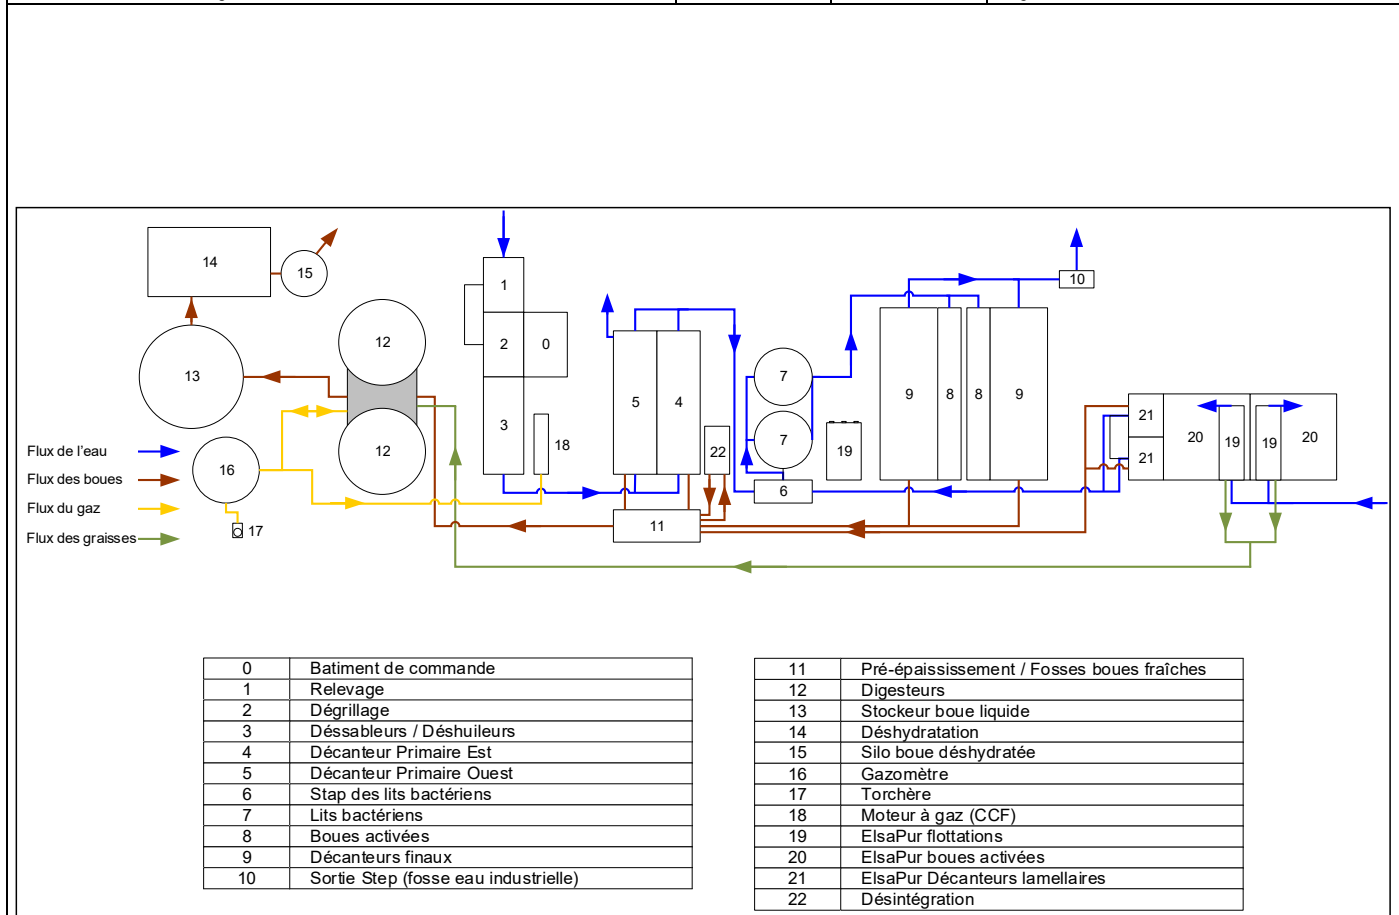 14
15
1
10
12
2
0
13
7
5
4
9
8
8
9
3
21
20
19
19
20
7
19
22
18
12
21
16
6
11
17
Flux de l’eau
Flux des boues
Flux du gaz
Flux des graisses
0 Batiment de commande
1 Relevage
2 Dégrillage
3 Déssableurs / Déshuileurs
4 Décanteur Primaire Est
5 Décanteur Primaire Ouest
6 Stap des lits bactériens
7 Lits bactériens
8 Boues activées
9 Décanteurs finaux
10 Sortie Step (fosse eau industrielle)
11 Pré-épaississement / Fosses boues fraîches
12 Digesteurs
13 Stockeur boue liquide
14 Déshydratation
15 Silo boue déshydratée
16 Gazomètre
17 Torchère
18 Moteur à gaz (CCF)
19 ElsaPur flottations
20 ElsaPur boues activées
21 ElsaPur Décanteurs lamellaires
22 Désintégration